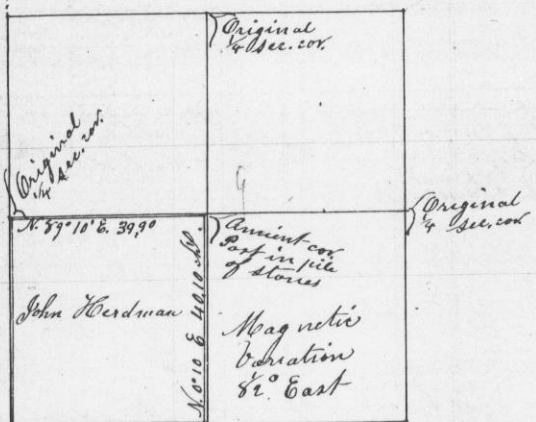 Original
¼ sec. cor.
Original
¼ sec. cor.
Original
¼ sec. cor
N. 89° 10' E. 39,90
Ancient cor
Post in pile
of stones
John Herdman
N. 0° 10 E 40,10
Magnetic
Variation
8½° East